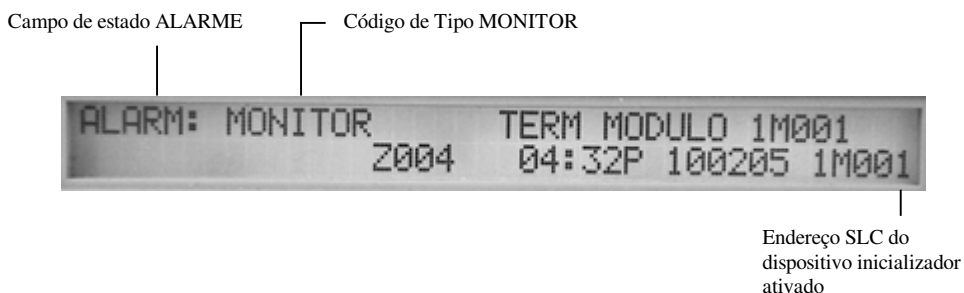 Campo de estado ALARME
Código de Tipo MONITOR
ALARM: MONITOR TERM MODULO 1M001
Z004 04:32P 100205 1M001
Endereço SLC do
dispositivo inicializador
ativado